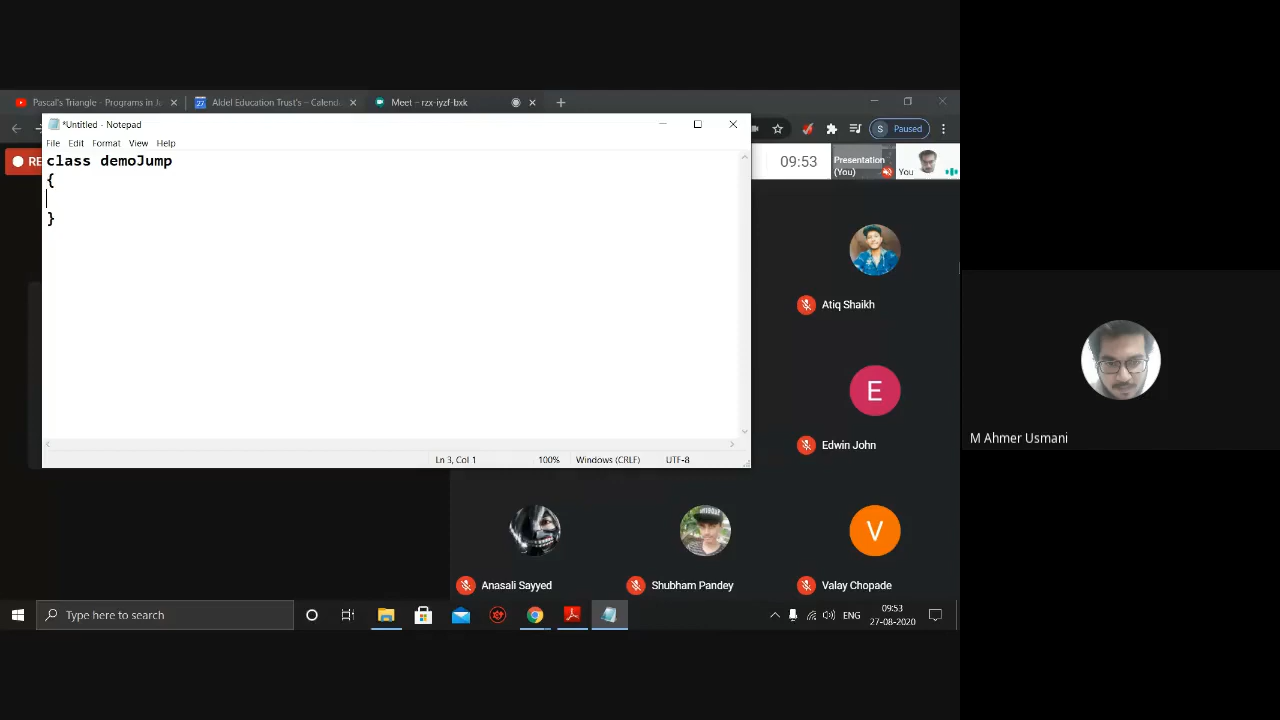 Pascal's Triangle - Programs in Ja
Aldel Education Trust's – Calenda
Meet – rzx-iyzf-bxk
*Untitled - Notepad
S Paused
File Edit Format View Help
RE
class demoJump
{
}
09:53
Presentation
(You)
You
Atiq Shaikh
E
Edwin John
M Ahmer Usmani
Ln 3, Col 1 100% Windows (CRLF) UTF-8
V
Anasali Sayyed
Shubham Pandey
Valay Chopade
Type here to search
ENG
09:53
27-08-2020